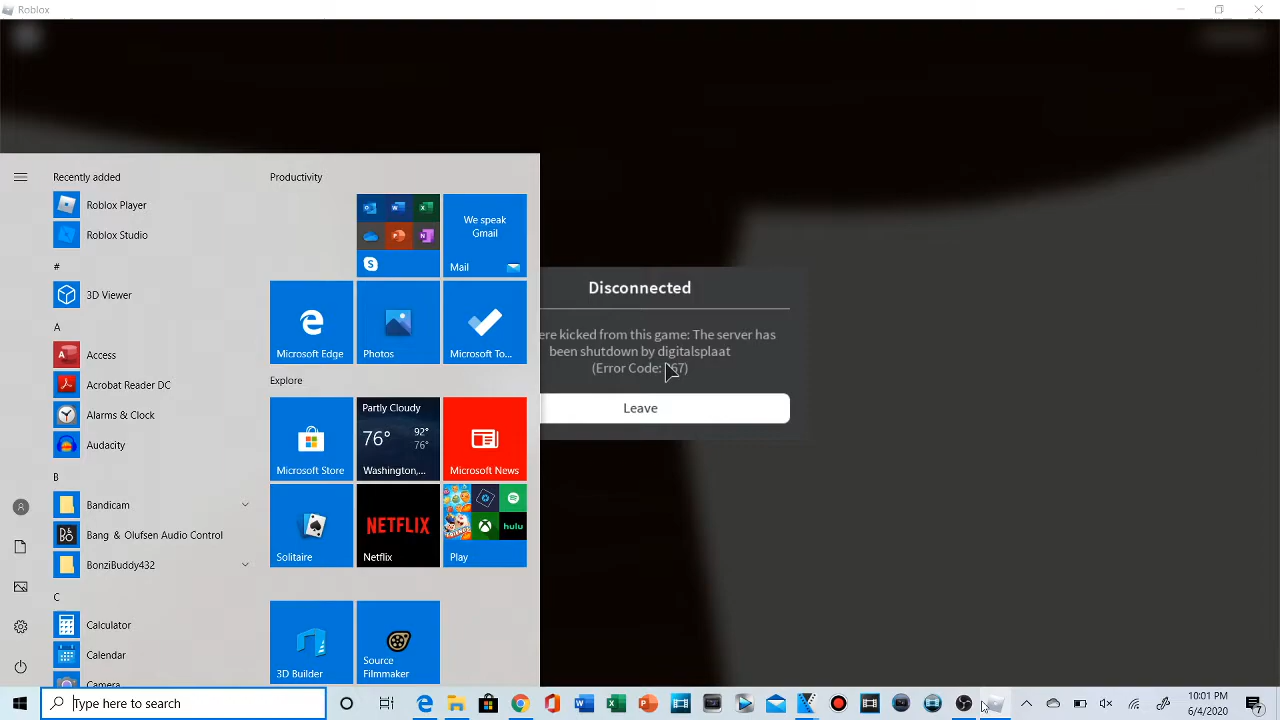 Roblox
Recently added
Roblox Player
Roblox Studio
#
3D Viewer
A
Access
Acrobat Reader DC
Alarms & Clock
Audacity
B
Bandicam
Bang & Olufsen Audio Control
BonziBuddy432
C
Calculator
Calendar
Camera
Productivity
We speak
Gmail
Mail
Microsoft Edge
Photos
Microsoft To...
Explore
Microsoft Store
Partly Cloudy
76° 92°
76°
Washington,...
Microsoft News
Solitaire
NETFLIX
Netflix
hulu
Play
3D Builder
Source
Filmmaker
Disconnected
ere kicked from this game: The server has
been shutdown by digitalsplaat
(Error Code: 67)
Leave
Type here to search
10:01 PM
6/4/2020
7